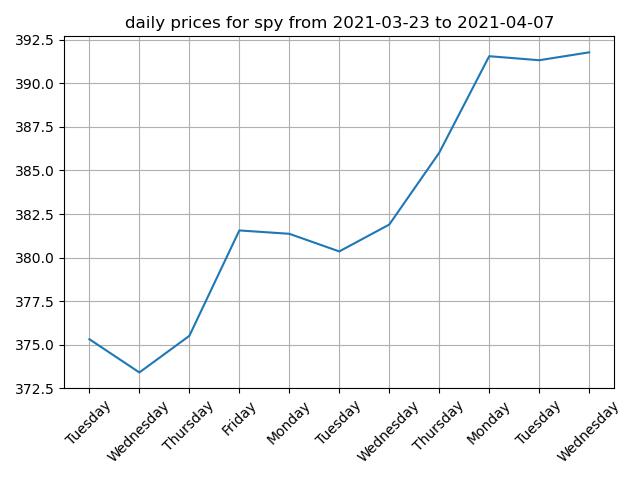 daily prices for spy from 2021-03-23 to 2021-04-07
392.5
390.0
387.5
385.0
382.5
380.0
377.5
375.0
372.5
Tuesday
Wednesday
Thursday
Friday
Monday
Tuesday
Wednesday
Thursday
Monday
Tuesday
Wednesday